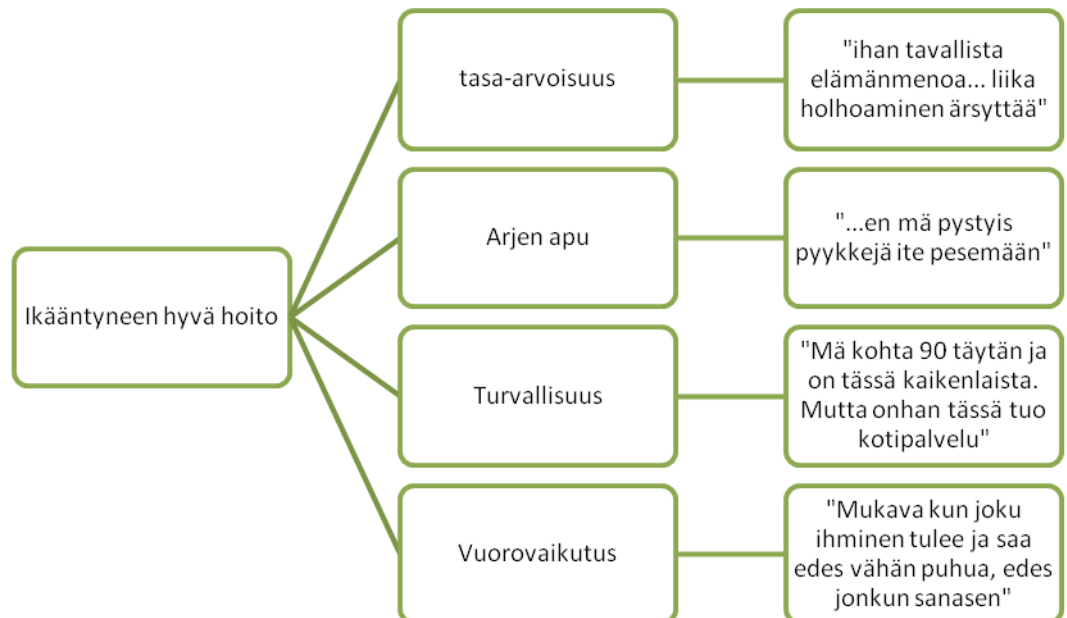 tasa-arvoisuus
"ihan tavallista
elämänmenoa... liika
holhoaminen ärsyttää"
Arjen apu
"...en mä pystyis
pyykkejä ite pesemään"
Ikääntyneen hyvä hoito
Turvallisuus
"Mä kohta 90 täytän ja
on tässä kaikenlaista.
Mutta onhan tässä tuo
kotipalvelu"
Vuorovaikutus
"Mukava kun joku
ihminen tulee ja saa
edes vähän puhua, edes
jonkun sanasen"